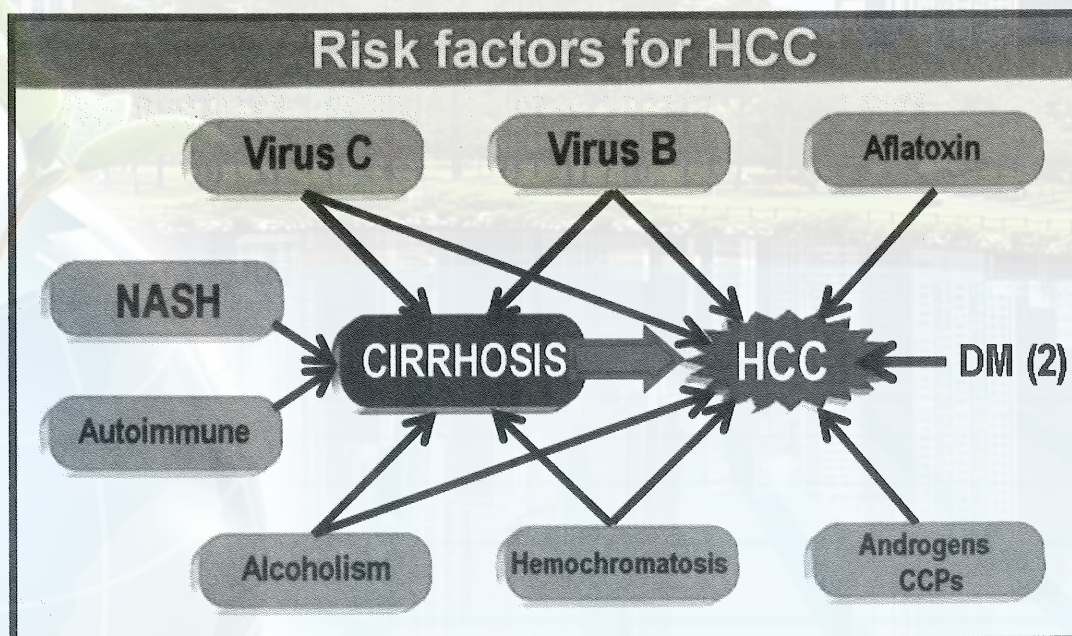 Risk factors for HCC
Virus C
Virus B
Aflatoxin
NASH
CIRRHOSIS
HCC
DM (2)
Autoimmune
Alcoholism
Hemochromatosis
Androgens
CCPs